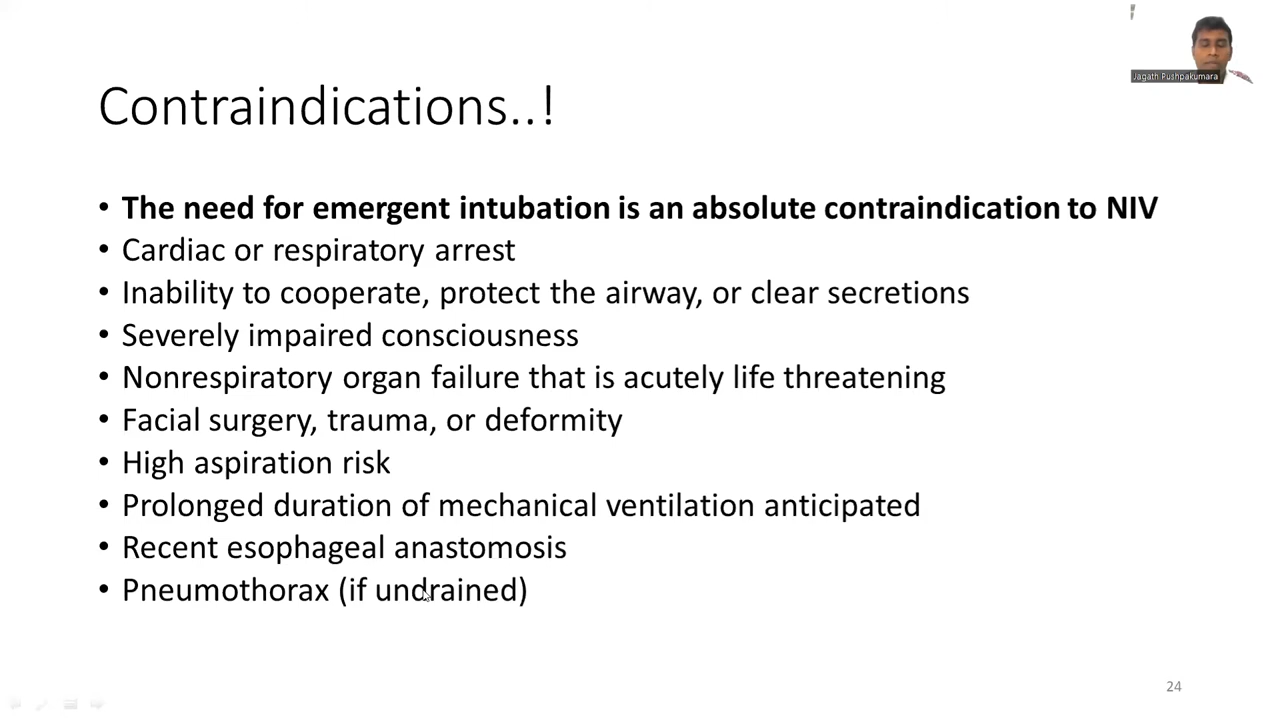 Jagath Pushpakumara
Contraindications..!
• The need for emergent intubation is an absolute contraindication to NIV
• Cardiac or respiratory arrest
• Inability to cooperate, protect the airway, or clear secretions
• Severely impaired consciousness
• Nonrespiratory organ failure that is acutely life threatening
• Facial surgery, trauma, or deformity
• High aspiration risk
• Prolonged duration of mechanical ventilation anticipated
• Recent esophageal anastomosis
• Pneumothorax (if undrained)
24